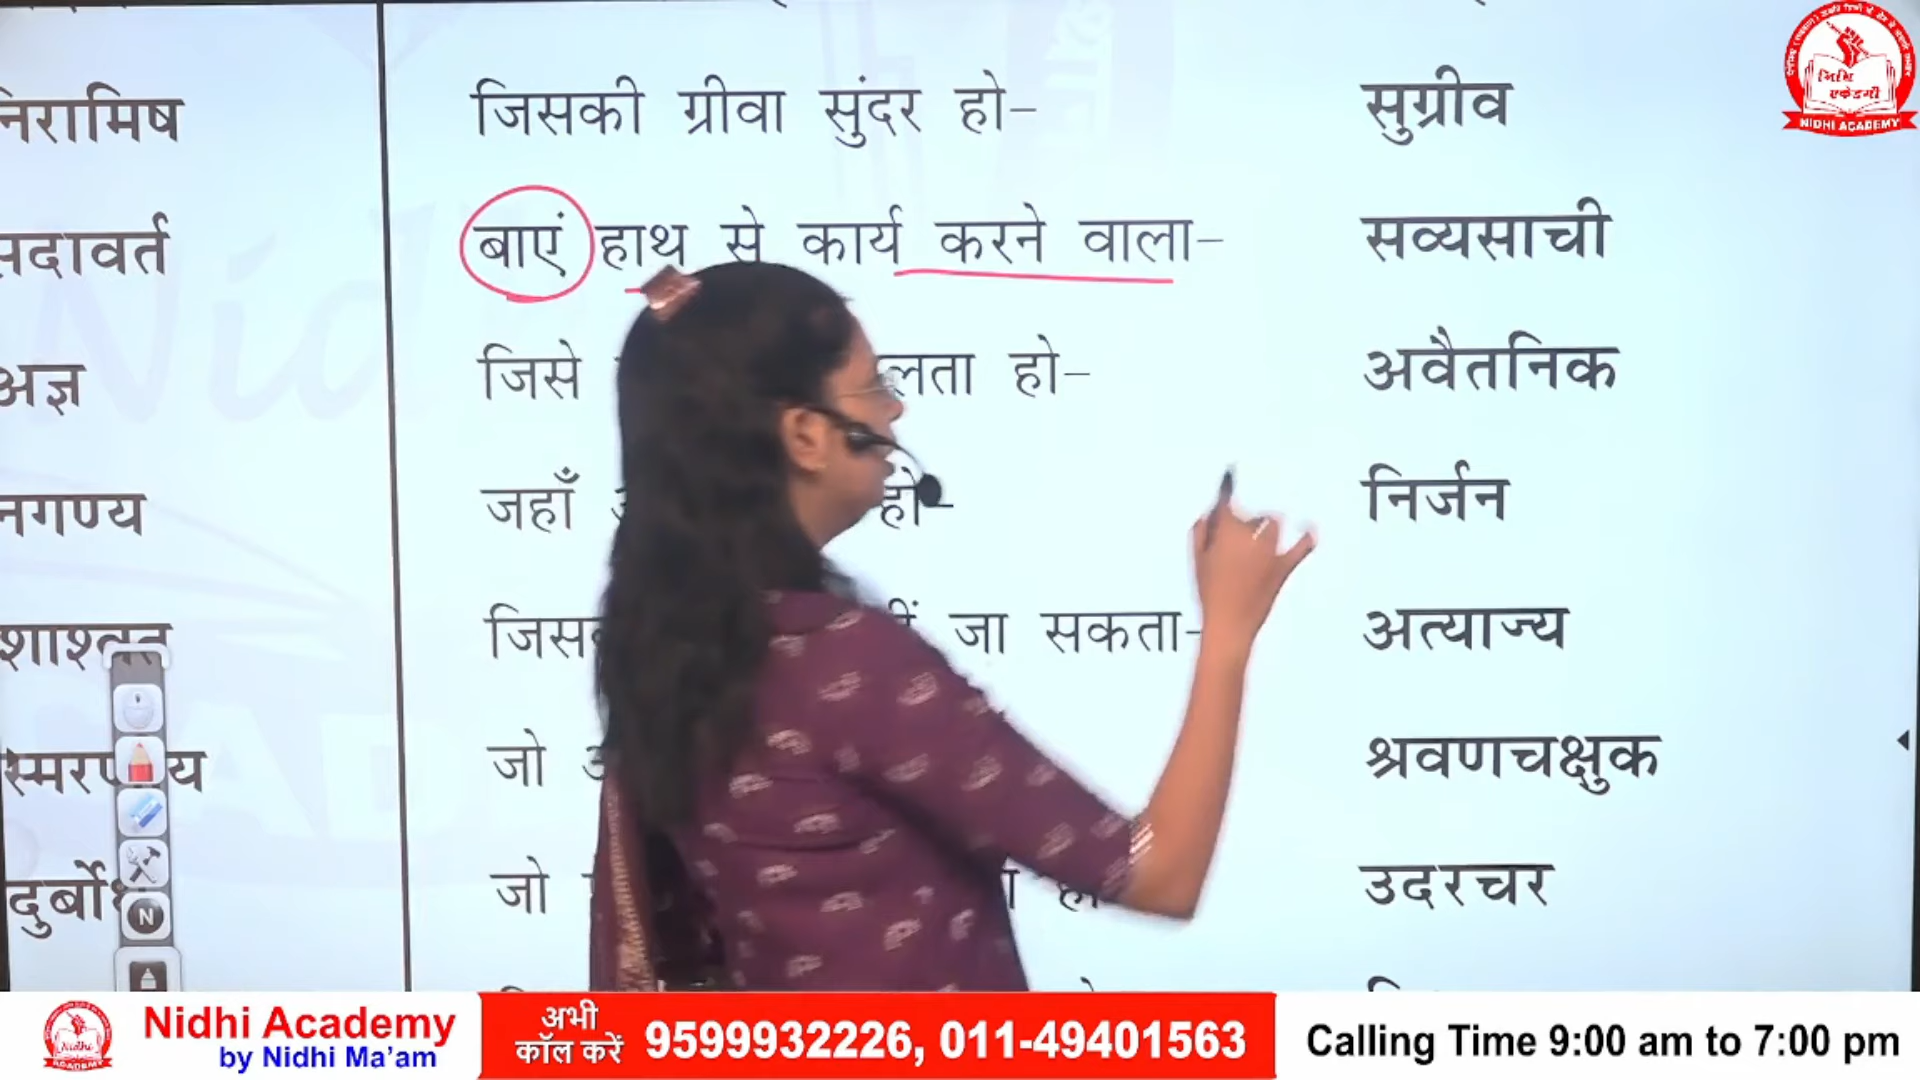 निरामिष
जिसकी ग्रीवा सुंदर हो-
सुग्रीव
सदावर्त
बाएं हाथ से कार्य करने वाला-
सव्यसाची
अज्ञ
जिसे लता हो-
अवैतनिक
नगण्य
जहाँ हो-
निर्जन
शाश्वत
जा सकता-
अत्याज्य
स्मरणीय
जो
श्रवणचक्षुक
जो
उदरचर
NIDHI ACADEMY
Nidhi Academy
by Nidhi Ma'am
अभी
कॉल करें
9599932226, 011-49401563
Calling Time 9:00 am to 7:00 pm